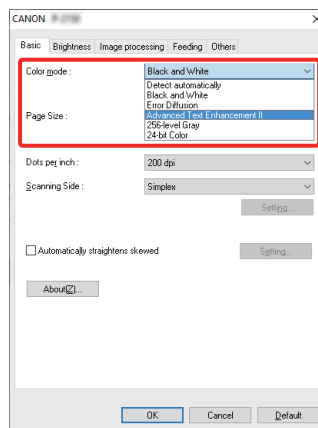 CANON
Basic Brightness Image processing Feeding Others
Color mode : Black and White
Detect automatically
Black and White
Error Diffusion
Advanced Text Enhancement II
256-level Gray
24-bit Color
Page Size :
Dots per inch : 200 dpi
Scanning Side : Simplex
Setting...
Automatically straightens skewed Setting...
About(Z)...
OK Cancel Default